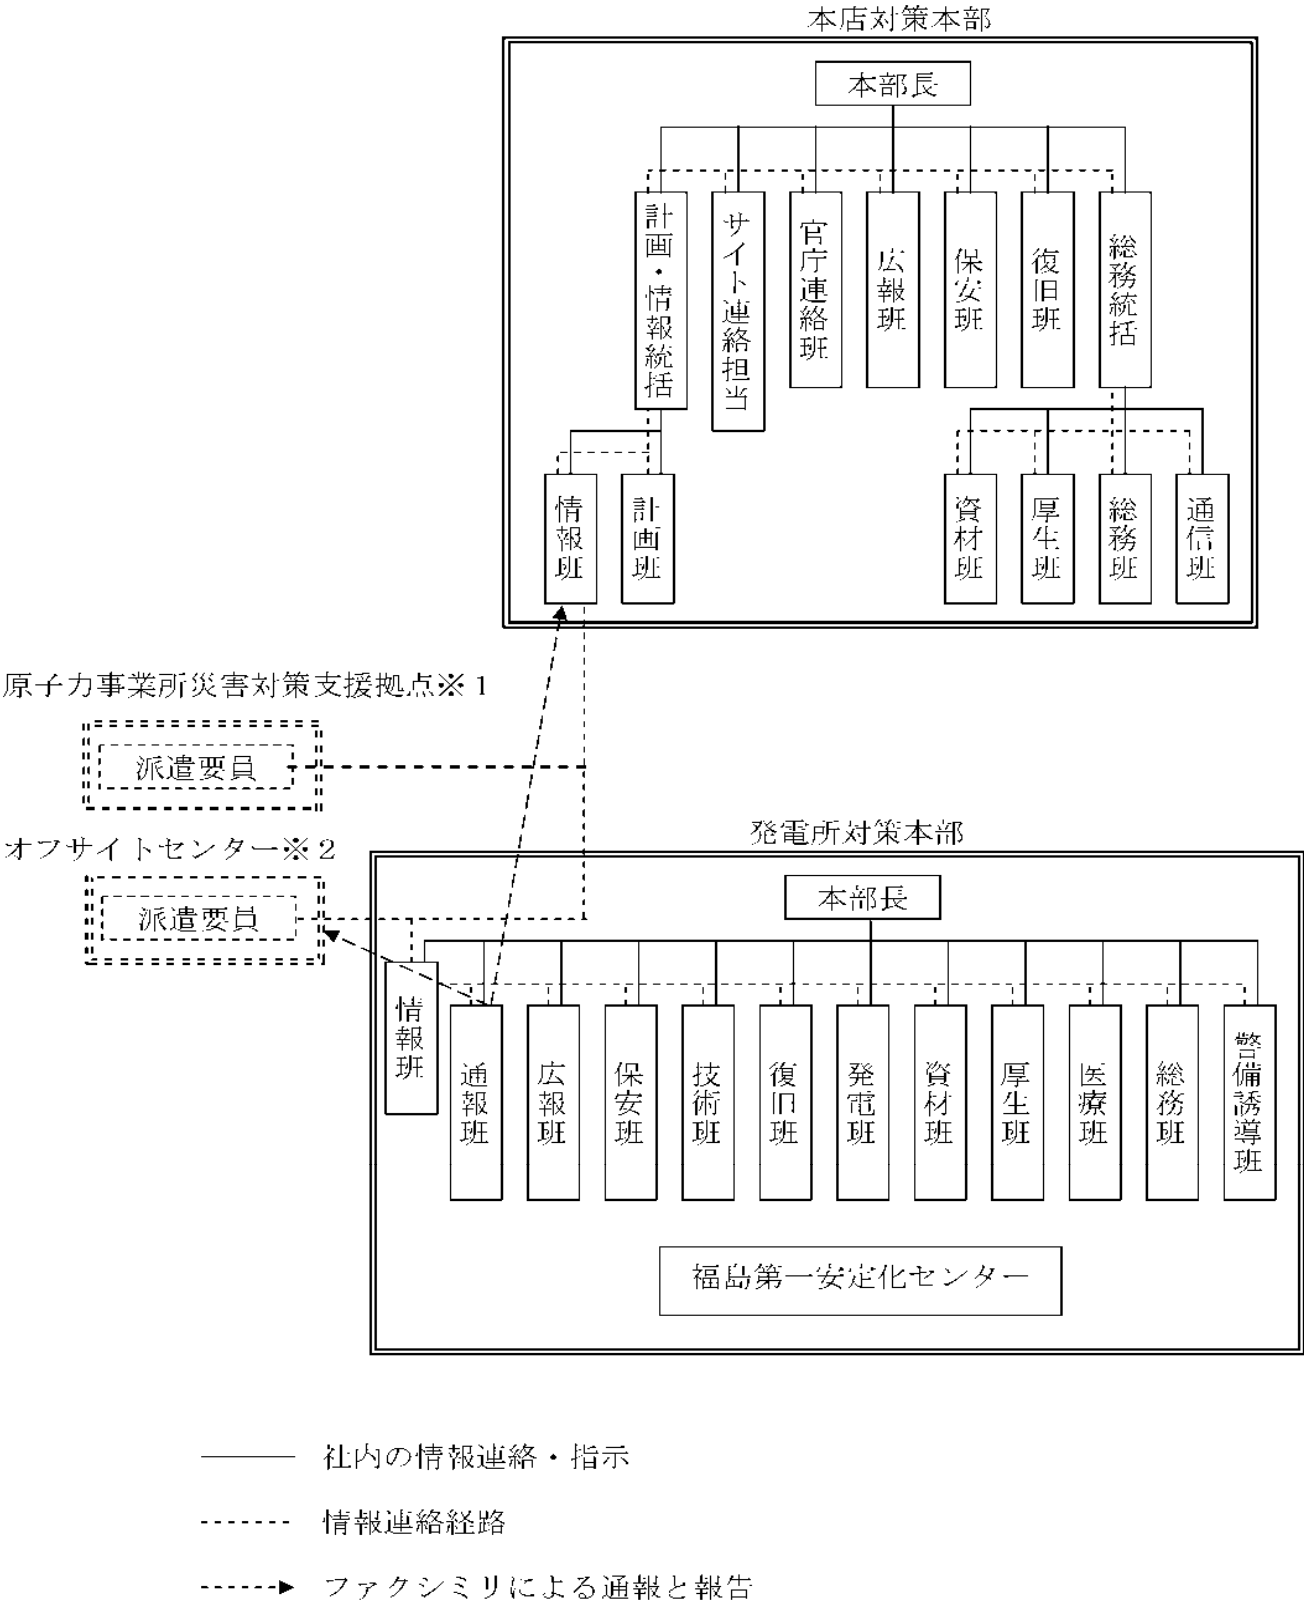 本店対策本部
本部長
計画・情報統括
サイト連絡担当
官庁連絡班
広報班
保安班
復旧班
総務統括
情報班
計画班
資材班
厚生班
総務班
通信班
原子力事業所災害対策支援拠点※1
派遣要員
オフサイトセンター※2
派遣要員
発電所対策本部
本部長
情報班
通報班
広報班
保安班
技術班
復旧班
発電班
資材班
厚生班
医療班
総務班
警備誘導班
福島第一安定化センター
社内の情報連絡・指示
情報連絡経路
ファクシミリによる通報と報告